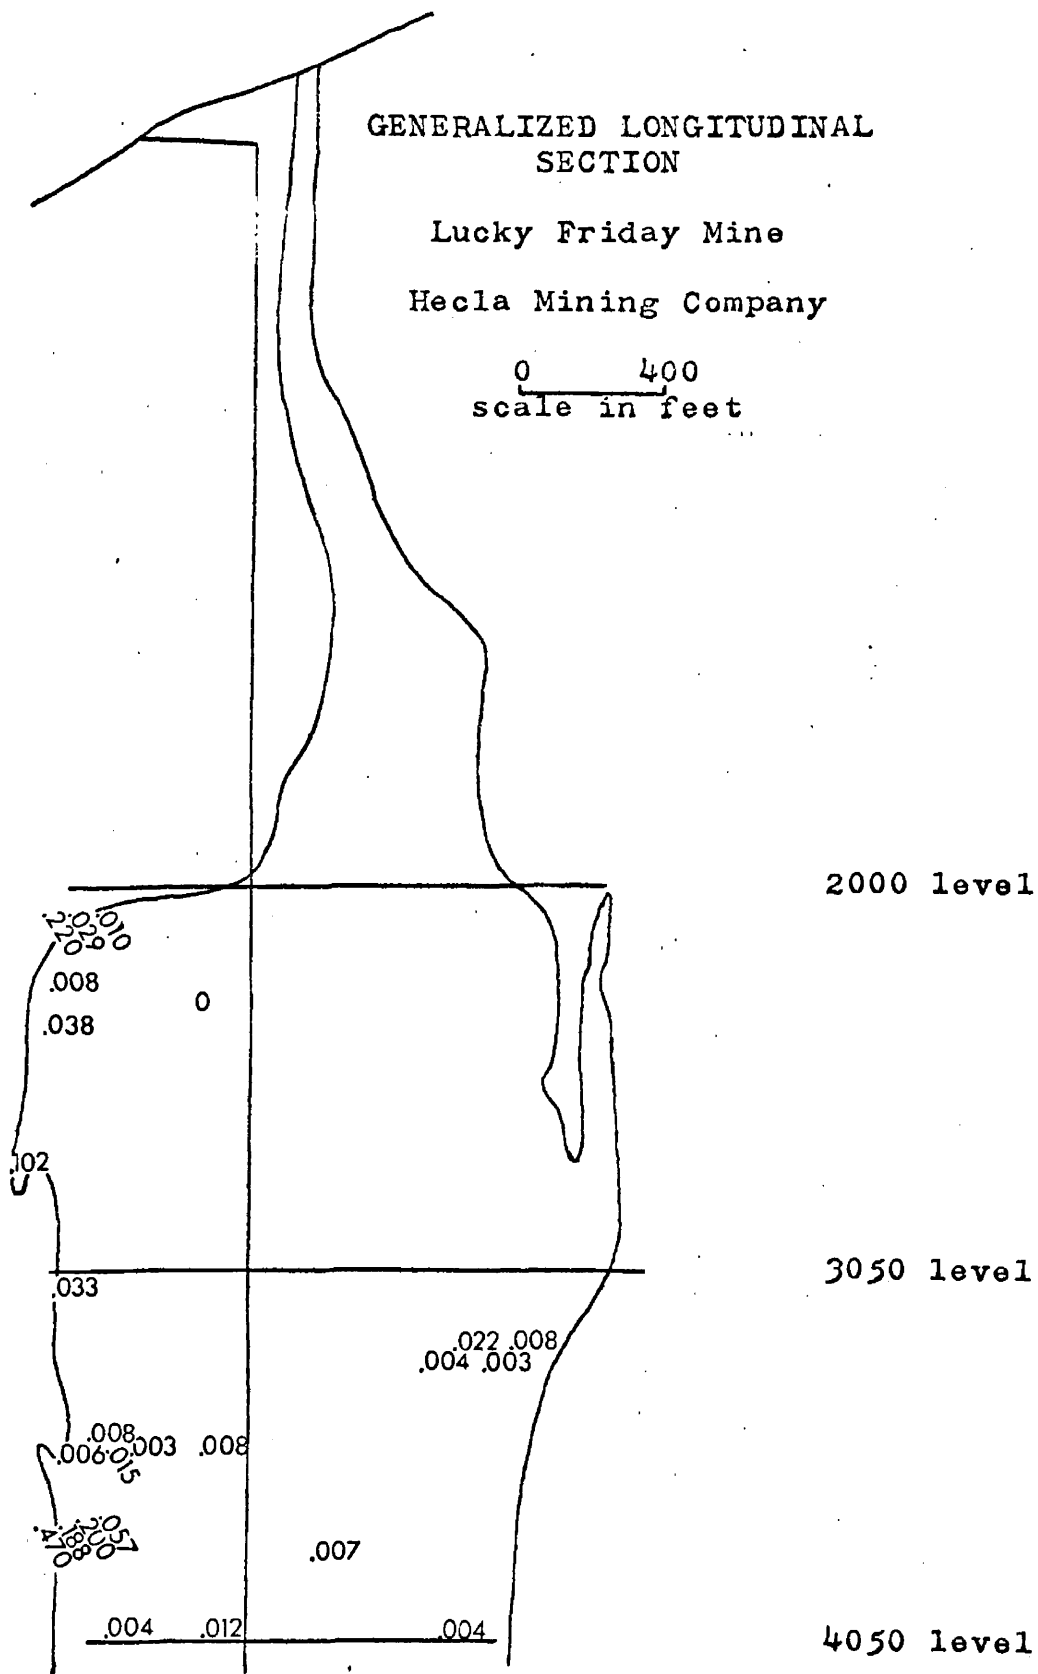 GENERALIZED LONGITUDINAL
SECTION
Lucky Friday Mine
Hecla Mining Company
0 400
scale in feet
2000 level
.220 .029 .010
.008
0
.038
.102
3050 level
.033
.022 .008
.004 .003
.008
.006 .015 .003 .008
.470 .188 .200 .057
.007
.004 .012 .004
4050 level